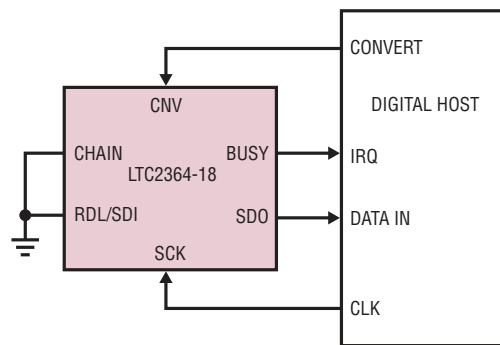 CONVERT
CNV
DIGITAL HOST
CHAIN
BUSY
IRQ
LTC2364-18
RDL/SDI
SDO
DATA IN
SCK
CLK